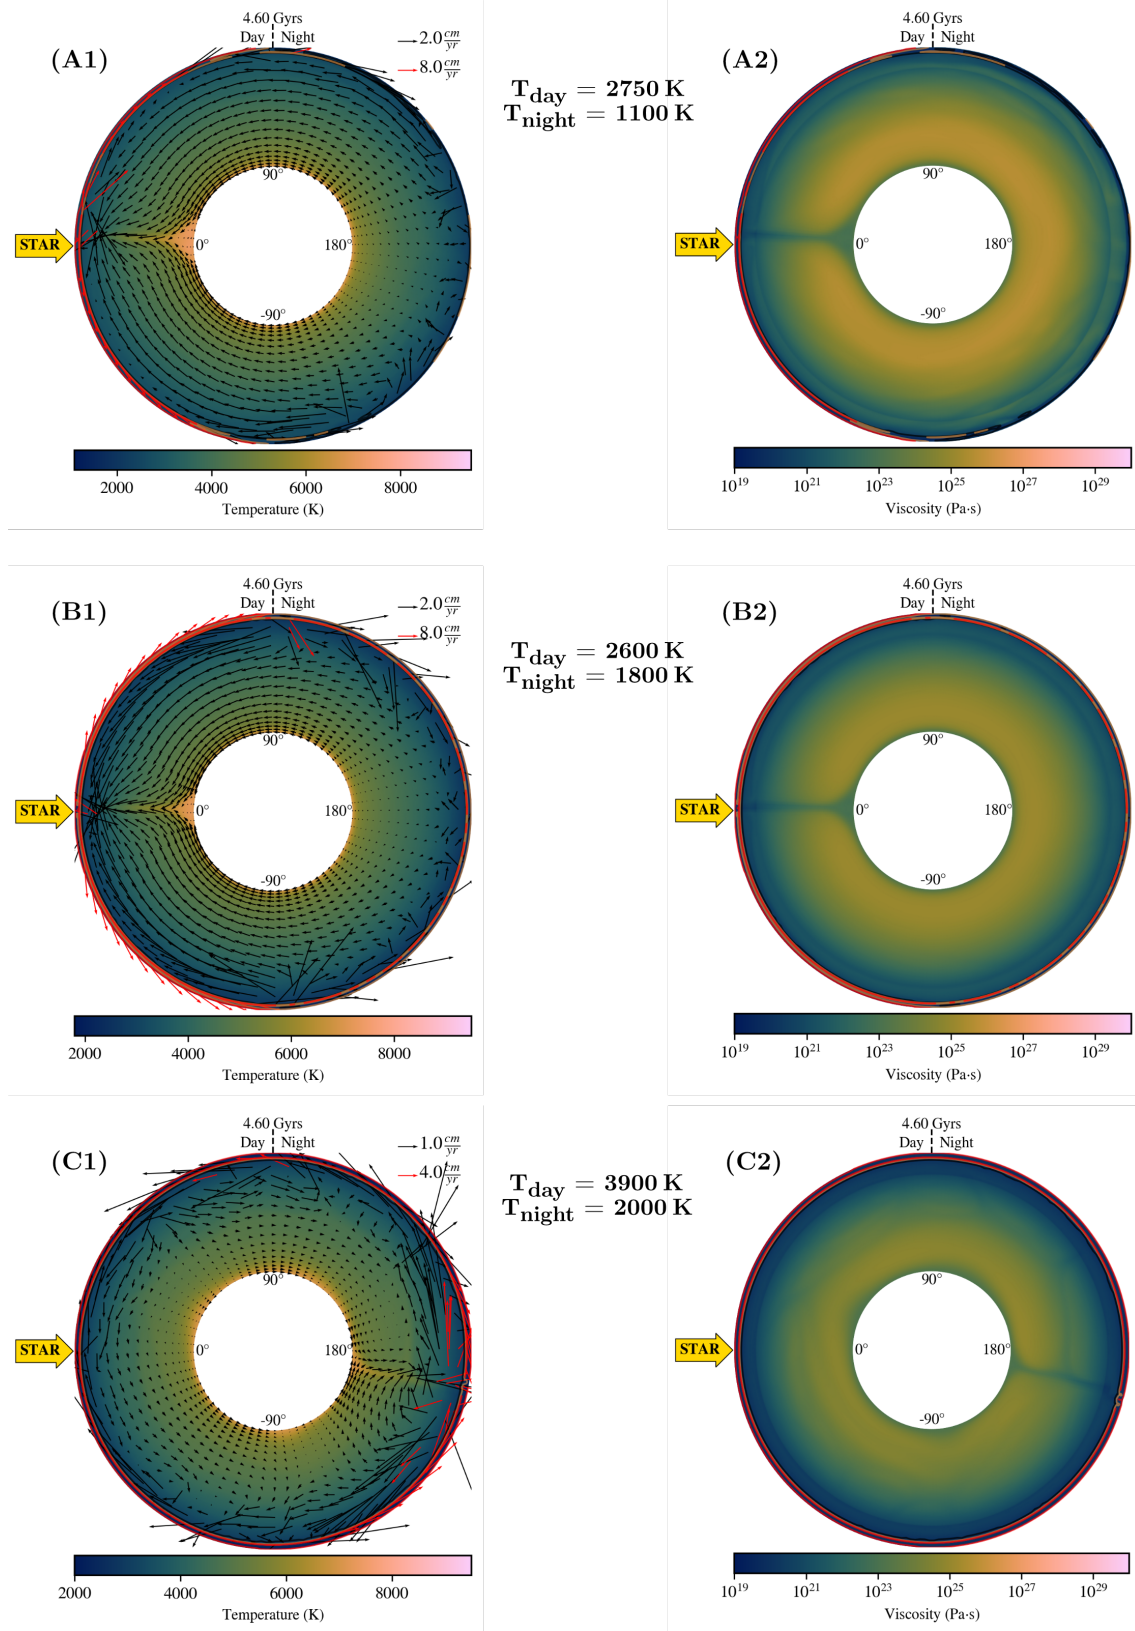 4.60 Gyrs
Day Night
(A1)
2.0 cm/yr
8.0 cm/yr
STAR
90°
0°
180°
-90°
2000 4000 6000 8000
Temperature (K)
T_day = 2750 K
T_night = 1100 K
4.60 Gyrs
Day Night
(A2)
STAR
90°
0°
180°
-90°
10^19 10^21 10^23 10^25 10^27 10^29
Viscosity (Pa·s)
4.60 Gyrs
Day Night
(B1)
2.0 cm/yr
8.0 cm/yr
STAR
90°
0°
180°
-90°
2000 4000 6000 8000
Temperature (K)
T_day = 2600 K
T_night = 1800 K
4.60 Gyrs
Day Night
(B2)
STAR
90°
0°
180°
-90°
10^19 10^21 10^23 10^25 10^27 10^29
Viscosity (Pa·s)
4.60 Gyrs
Day Night
(C1)
1.0 cm/yr
4.0 cm/yr
STAR
90°
0°
180°
-90°
2000 4000 6000 8000
Temperature (K)
T_day = 3900 K
T_night = 2000 K
4.60 Gyrs
Day Night
(C2)
STAR
90°
0°
180°
-90°
10^19 10^21 10^23 10^25 10^27 10^29
Viscosity (Pa·s)